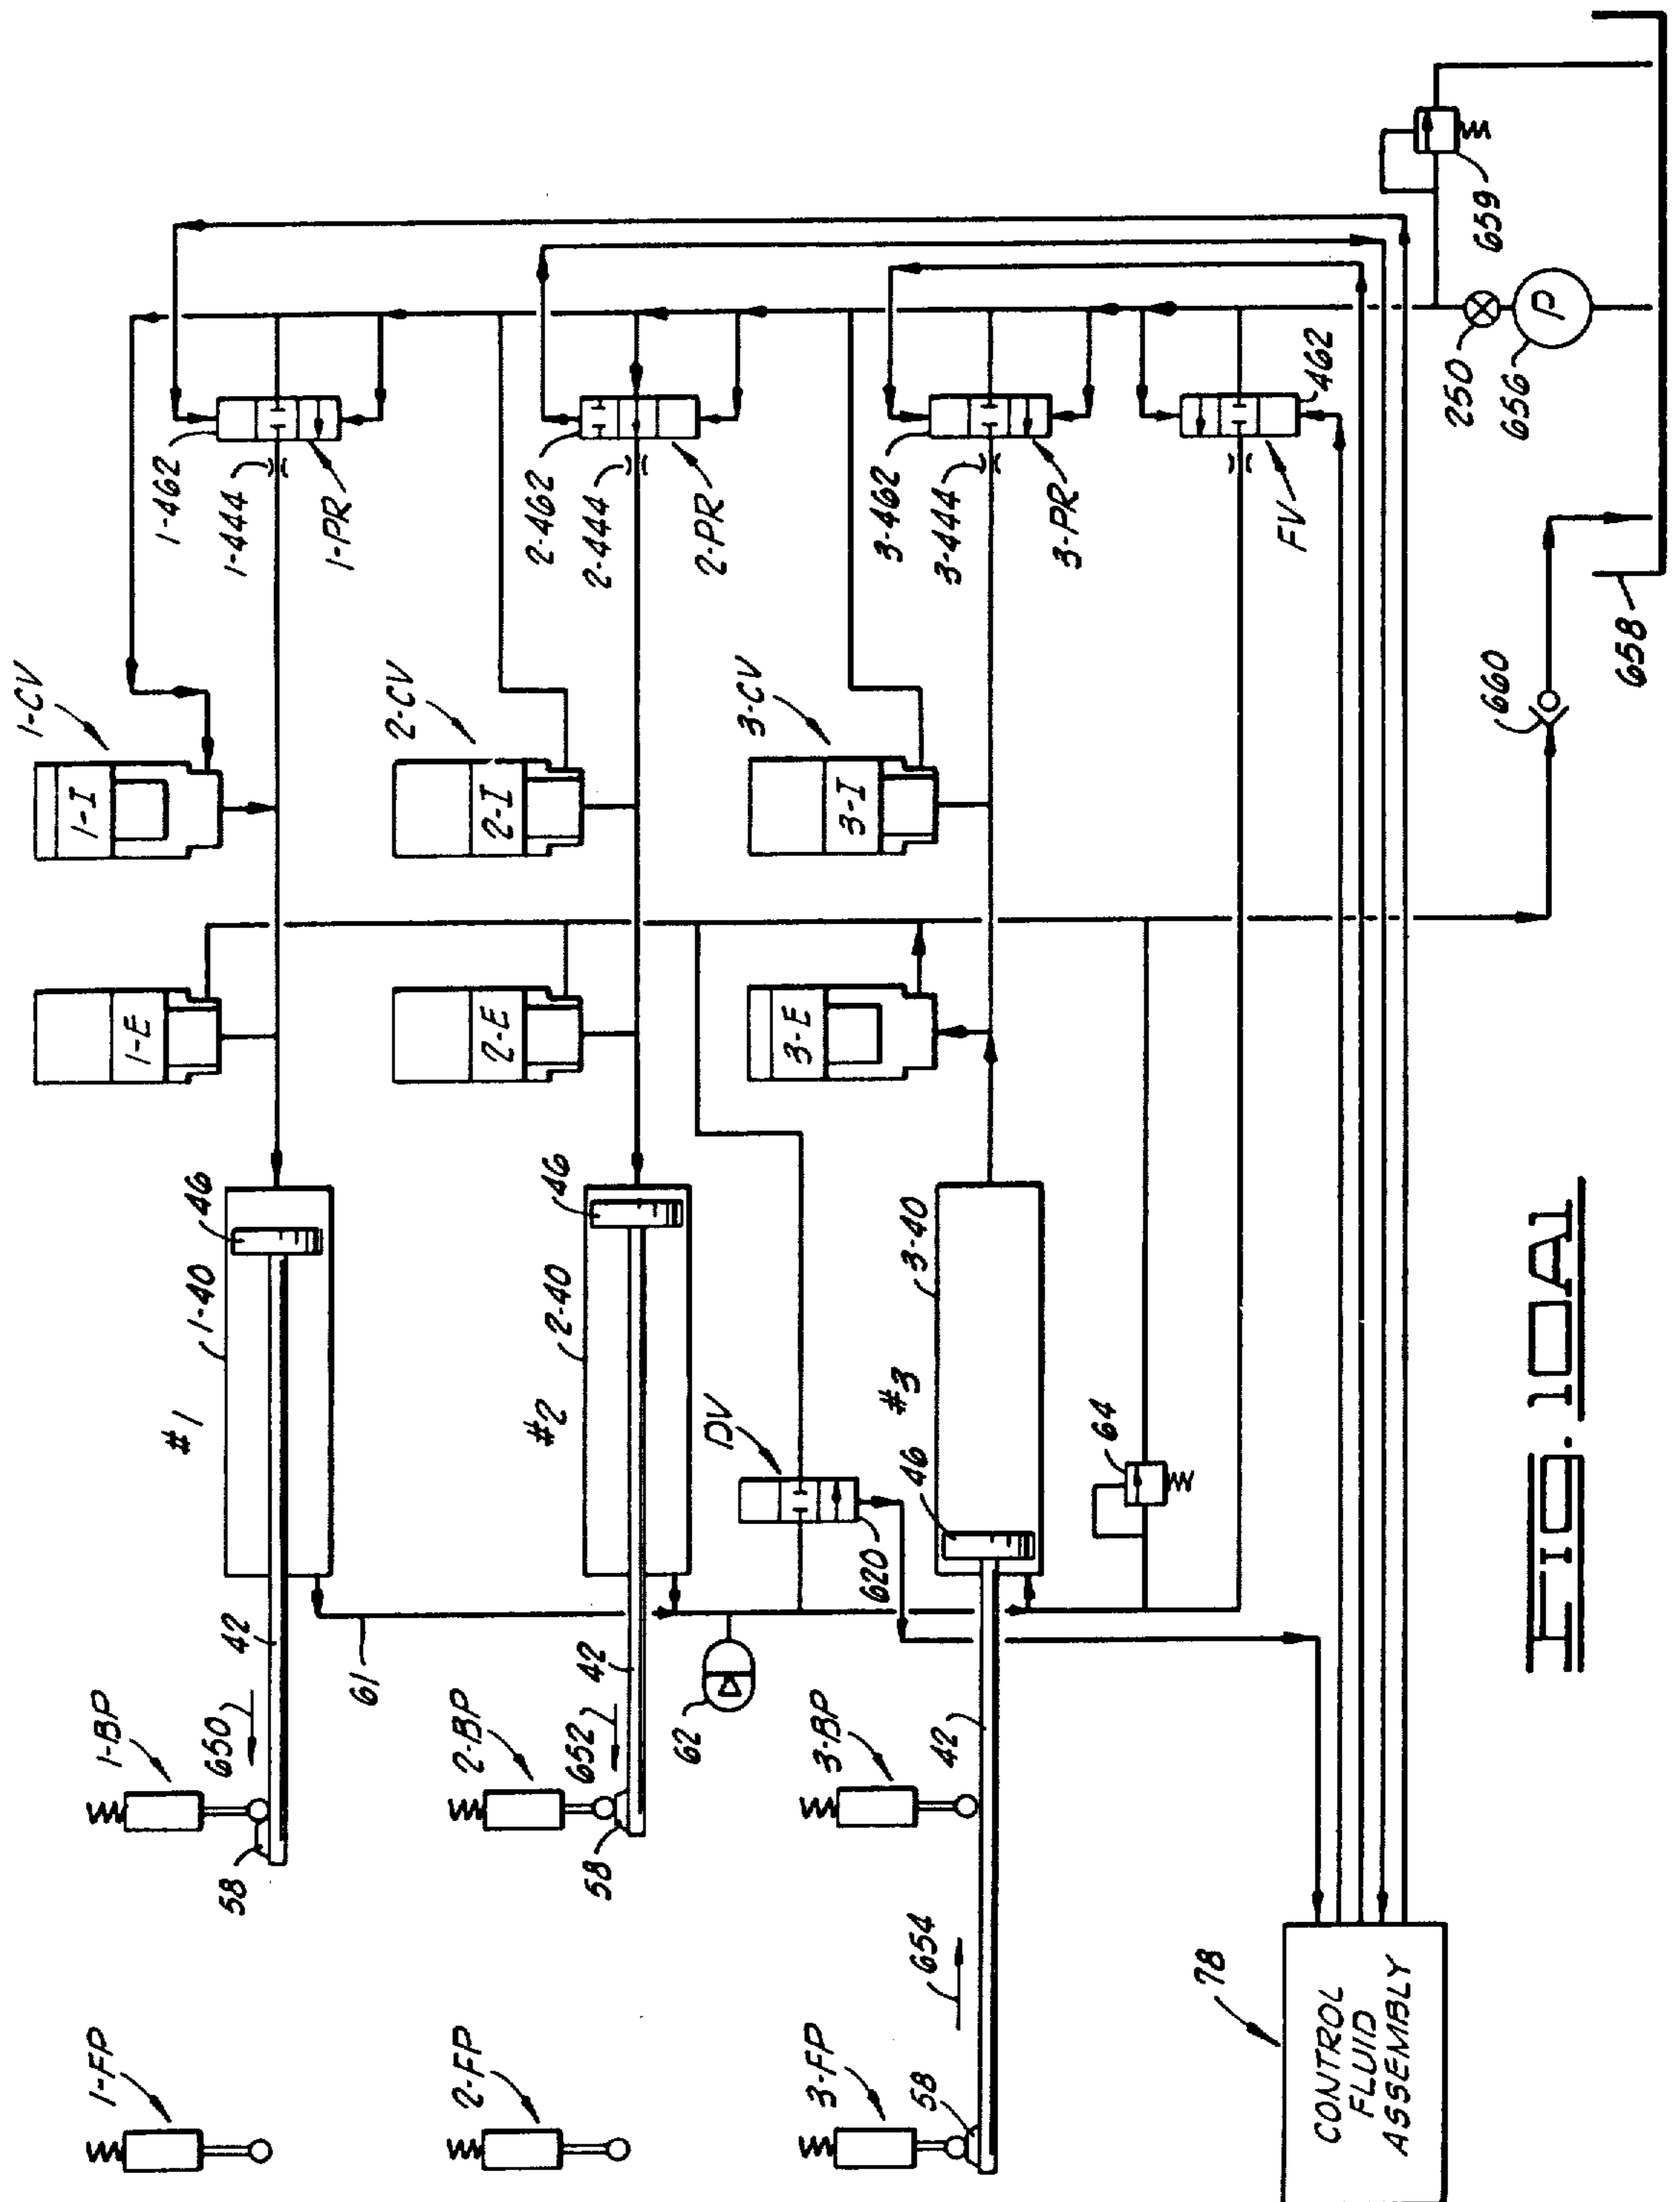 1-FP
1-BP
650
58
42
61
#1
1-40
46
1-E
1-I
1-CV
1-462
1-444
1-PR
2-FP
2-BP
652
58
42
62
#2
2-40
46
2-E
2-I
2-CV
2-462
2-444
2-PR
DV
620
3-FP
3-BP
58
654
42
46
#3
3-40
3-E
3-I
3-CV
3-462
3-444
3-PR
64
FV
462
78
CONTROL
FLUID
ASSEMBLY
250
656
P
659
660
658
FIG. 10A1